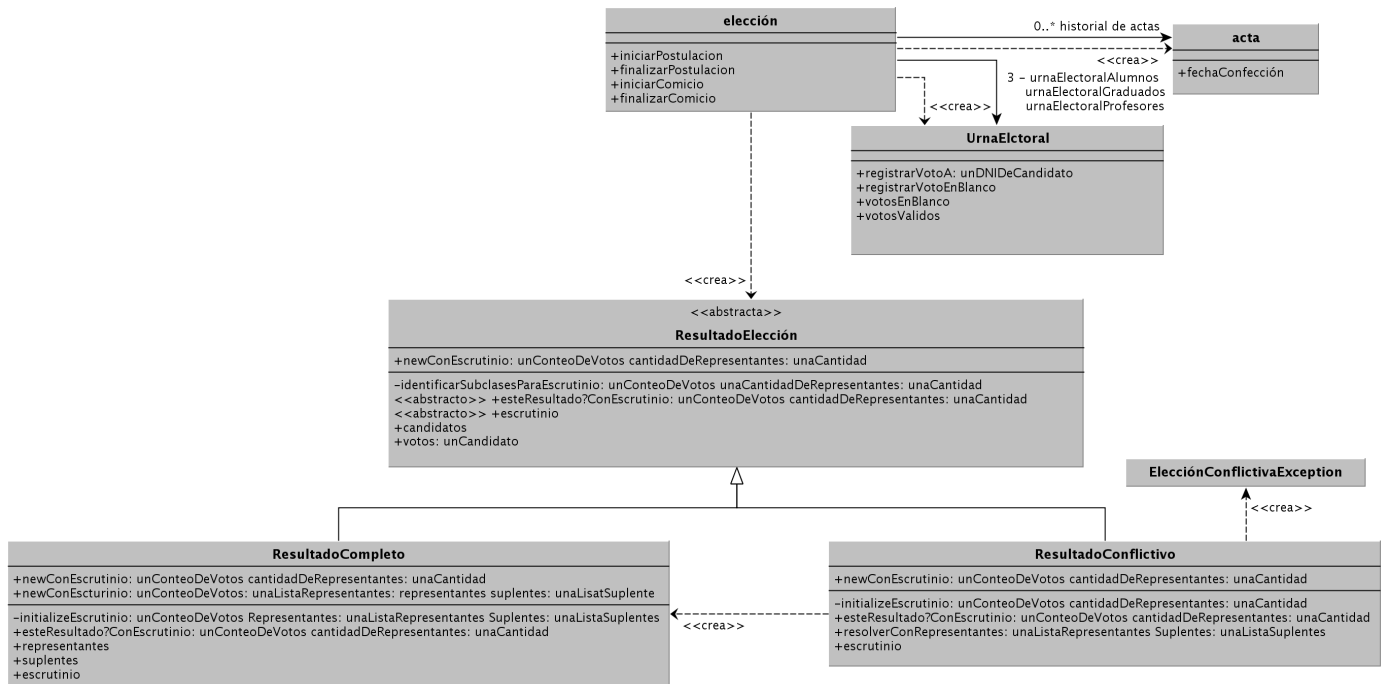 elección
+iniciarPostulacion
+finalizarPostulacion
+iniciarComicio
+finalizarComicio
0..* historial de actas
<<crea>>
acta
+fechaConfección
3 - urnaElectoralAlumnos
urnaElectoralGraduados
urnaElectoralProfesores
<<crea>>
UrnaElctoral
+registrarVotoA: unDNIDeCandidato
+registrarVotoEnBlanco
+votosEnBlanco
+votosValidos
<<crea>>
<<abstracta>>
ResultadoElección
+newConEscrutinio: unConteoDeVotos cantidadDeRepresentantes: unaCantidad
-identificarSubclasesParaEscrutinio: unConteoDeVotos unaCantidadDeRepresentantes: unaCantidad
<<abstracto>> +esteResultado?ConEscrutinio: unConteoDeVotos cantidadDeRepresentantes: unaCantidad
<<abstracto>> +escrutinio
+candidatos
+votos: unCandidato
ElecciónConflictivaException
<<crea>>
ResultadoCompleto
+newConEscrutinio: unConteoDeVotos cantidadDeRepresentantes: unaCantidad
+newConEscturinio: unConteoDeVotos: unaListaRepresentantes: representantes suplentes: unaLisatSuplente
-initializeEscrutinio: unConteoDeVotos Representantes: unaListaRepresentantes Suplentes: unaListaSuplentes
+esteResultado?ConEscrutinio: unConteoDeVotos cantidadDeRepresentantes: unaCantidad
+representantes
+suplentes
+escrutinio
<<crea>>
ResultadoConflictivo
+newConEscrutinio: unConteoDeVotos cantidadDeRepresentantes: unaCantidad
-initializeEscrutinio: unConteoDeVotos cantidadDeRepresentantes: unaCantidad
+esteResultado?ConEscrutinio: unConteoDeVotos cantidadDeRepresentantes: unaCantidad
+resolverConRepresentantes: unaListaRepresentantes Suplentes: unaListaSuplentes
+escrutinio